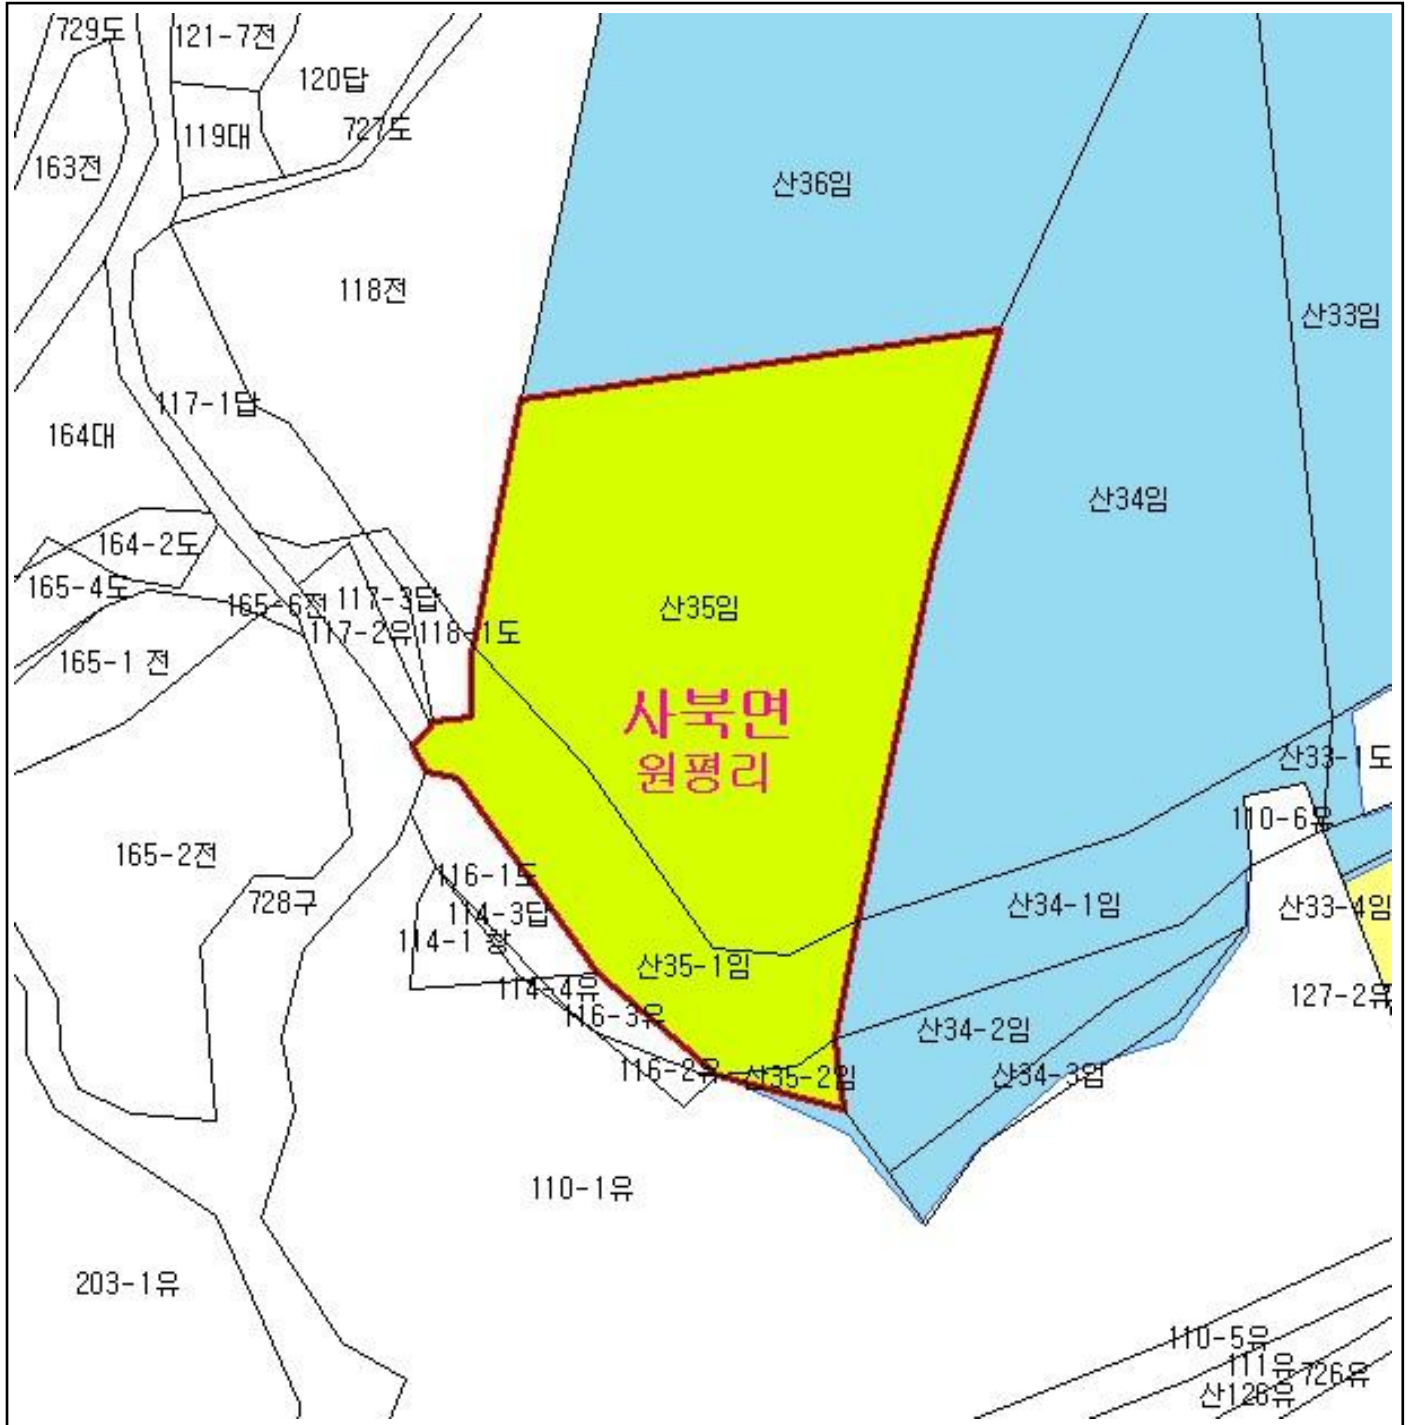 729도
121-7전
120답
727도
119대
163전
산36임
118전
산33임
117-1답
164대
산34임
164-2도
165-4도
165-6전
117-3답
117-2유
118-1도
산35임
165-1 전
사북면
원평리
산33-1도
110-6유
165-2전
116-1도
728구
114-3답
산34-1임
산33-4임
114-1 장
산35-1임
114-4유
127-2유
116-3유
산34-2임
116-2유
산35-2임
산34-3임
110-1유
203-1유
110-5유
111유
726유
산126유